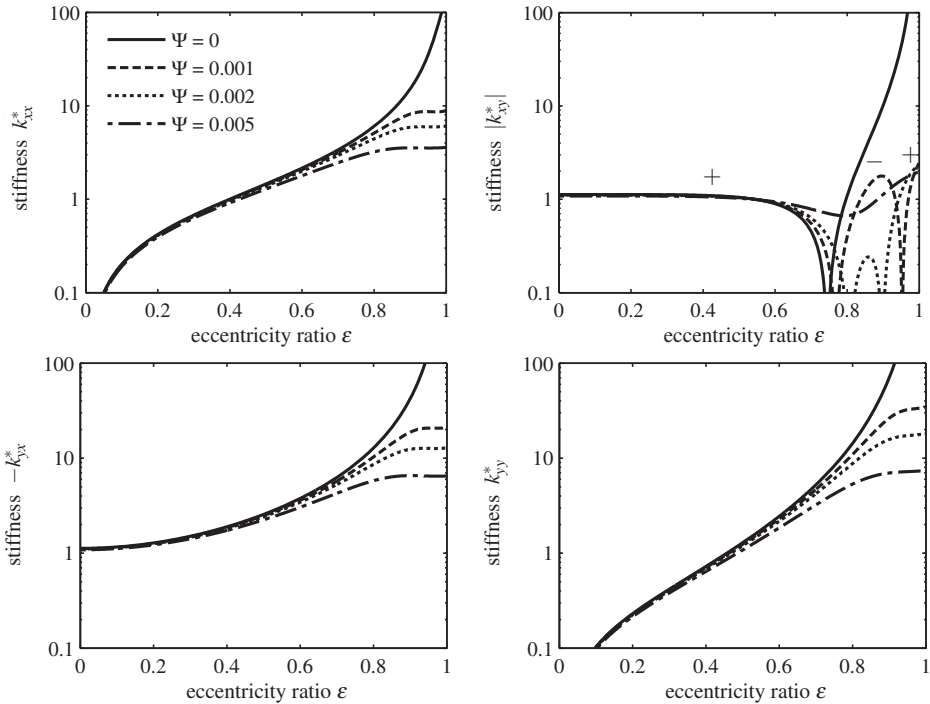 100
10
1
0.1
stiffness k*xx
Ψ = 0
Ψ = 0.001
Ψ = 0.002
Ψ = 0.005
0 0.2 0.4 0.6 0.8 1
eccentricity ratio ε
100
10
1
0.1
stiffness |k*xy|
+
−
+
0 0.2 0.4 0.6 0.8 1
eccentricity ratio ε
100
10
1
0.1
stiffness −k*yx
0 0.2 0.4 0.6 0.8 1
eccentricity ratio ε
100
10
1
0.1
stiffness k*yy
0 0.2 0.4 0.6 0.8 1
eccentricity ratio ε